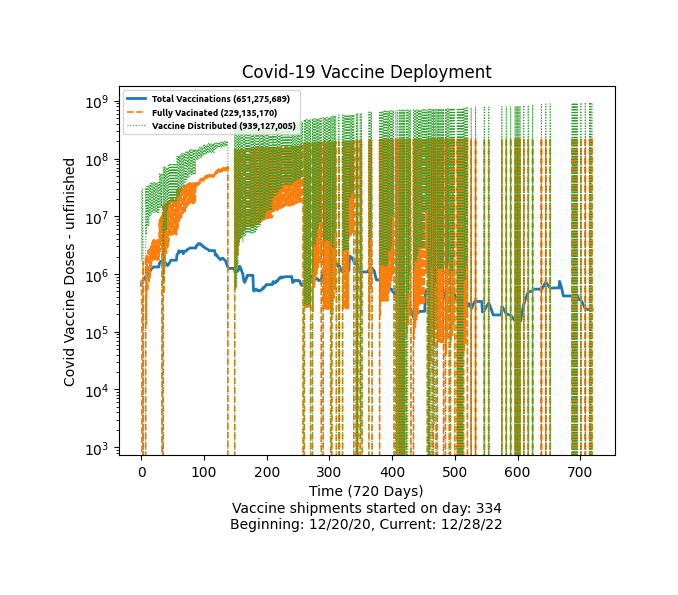 Covid-19 Vaccine Deployment
Total Vaccinations (651,275,689)
Fully Vacinated (229,135,170)
Vaccine Distributed (939,127,005)
Covid Vaccine Doses - unfinished
10⁹
10⁸
10⁷
10⁶
10⁵
10⁴
10³
0 100 200 300 400 500 600 700
Time (720 Days)
Vaccine shipments started on day: 334
Beginning: 12/20/20, Current: 12/28/22